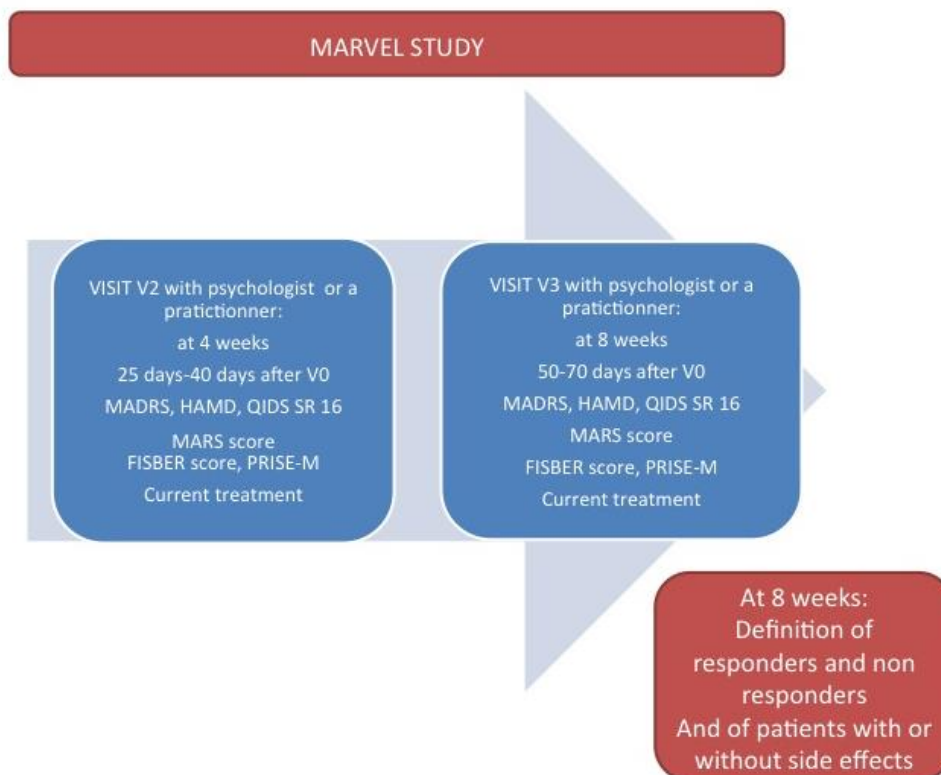 MARVEL STUDY
VISIT V2 with psychologist or a
pratictionner:
at 4 weeks
25 days-40 days after V0
MADRS, HAMD, QIDS SR 16
MARS score
FISBER score, PRISE-M
Current treatment
VISIT V3 with psychologist or a
pratictionner:
at 8 weeks
50-70 days after V0
MADRS, HAMD, QIDS SR 16
MARS score
FISBER score, PRISE-M
Current treatment
At 8 weeks:
Definition of
responders and non
responders
And of patients with or
without side effects